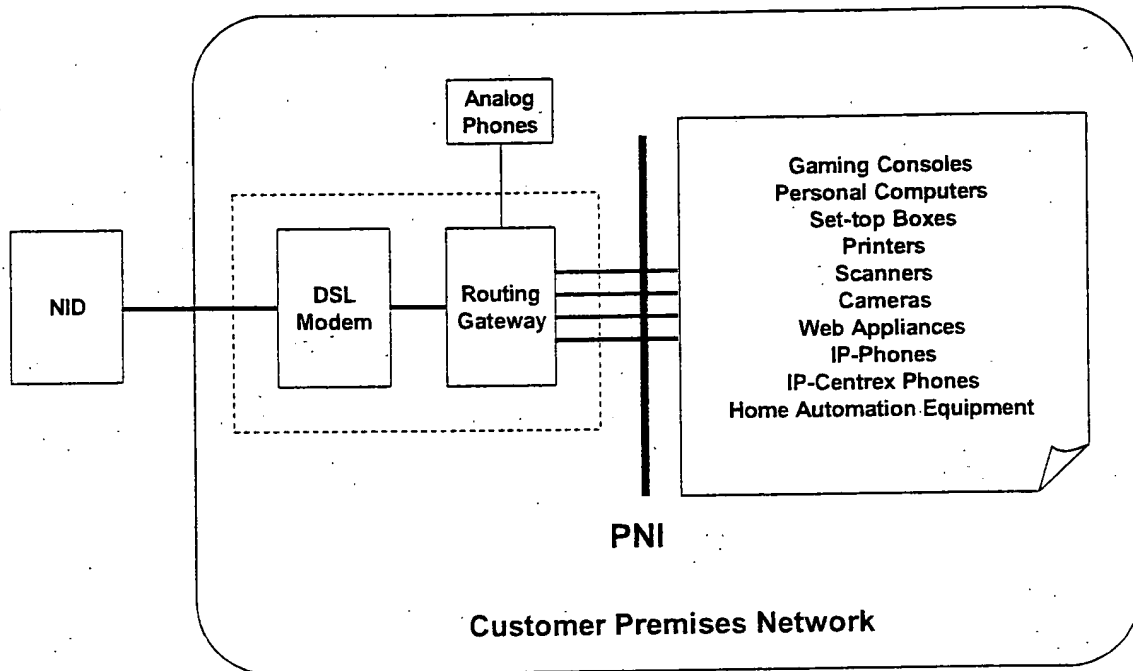 Analog
Phones
NID
DSL
Modem
Routing
Gateway
Gaming Consoles
Personal Computers
Set-top Boxes
Printers
Scanners
Cameras
Web Appliances
IP-Phones
IP-Centrex Phones
Home Automation Equipment
PNI
Customer Premises Network